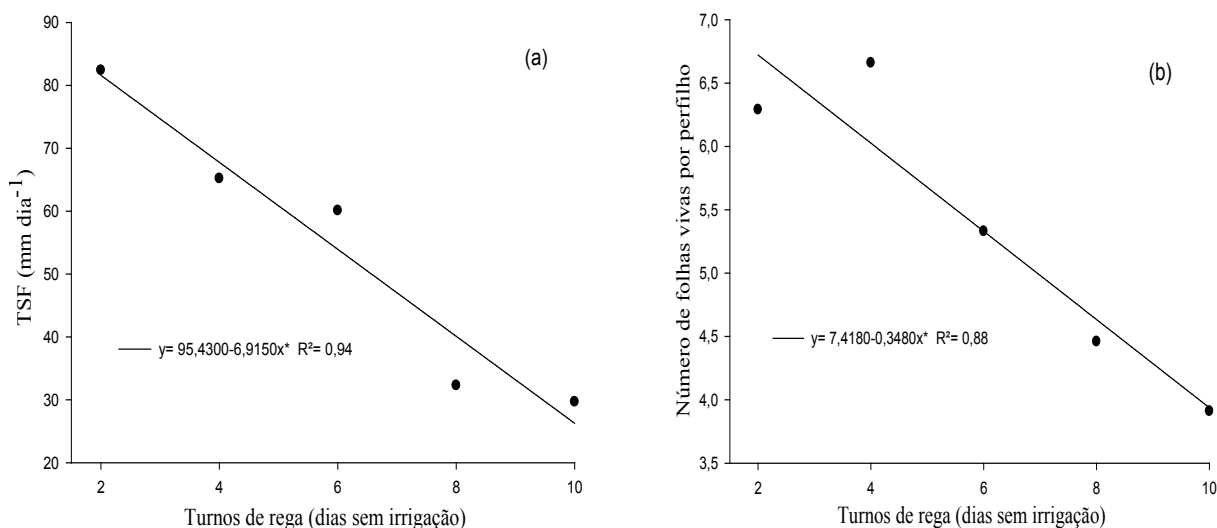 (a)
TSF (mm dia⁻¹)
90
80
70
60
50
40
30
20
y= 95,4300-6,9150x* R²= 0,94
2 4 6 8 10
Turnos de rega (dias sem irrigação)
(b)
Número de folhas vivas por perfilho
7,0
6,5
6,0
5,5
5,0
4,5
4,0
3,5
y= 7,4180-0,3480x* R²= 0,88
2 4 6 8 10
Turnos de rega (dias sem irrigação)